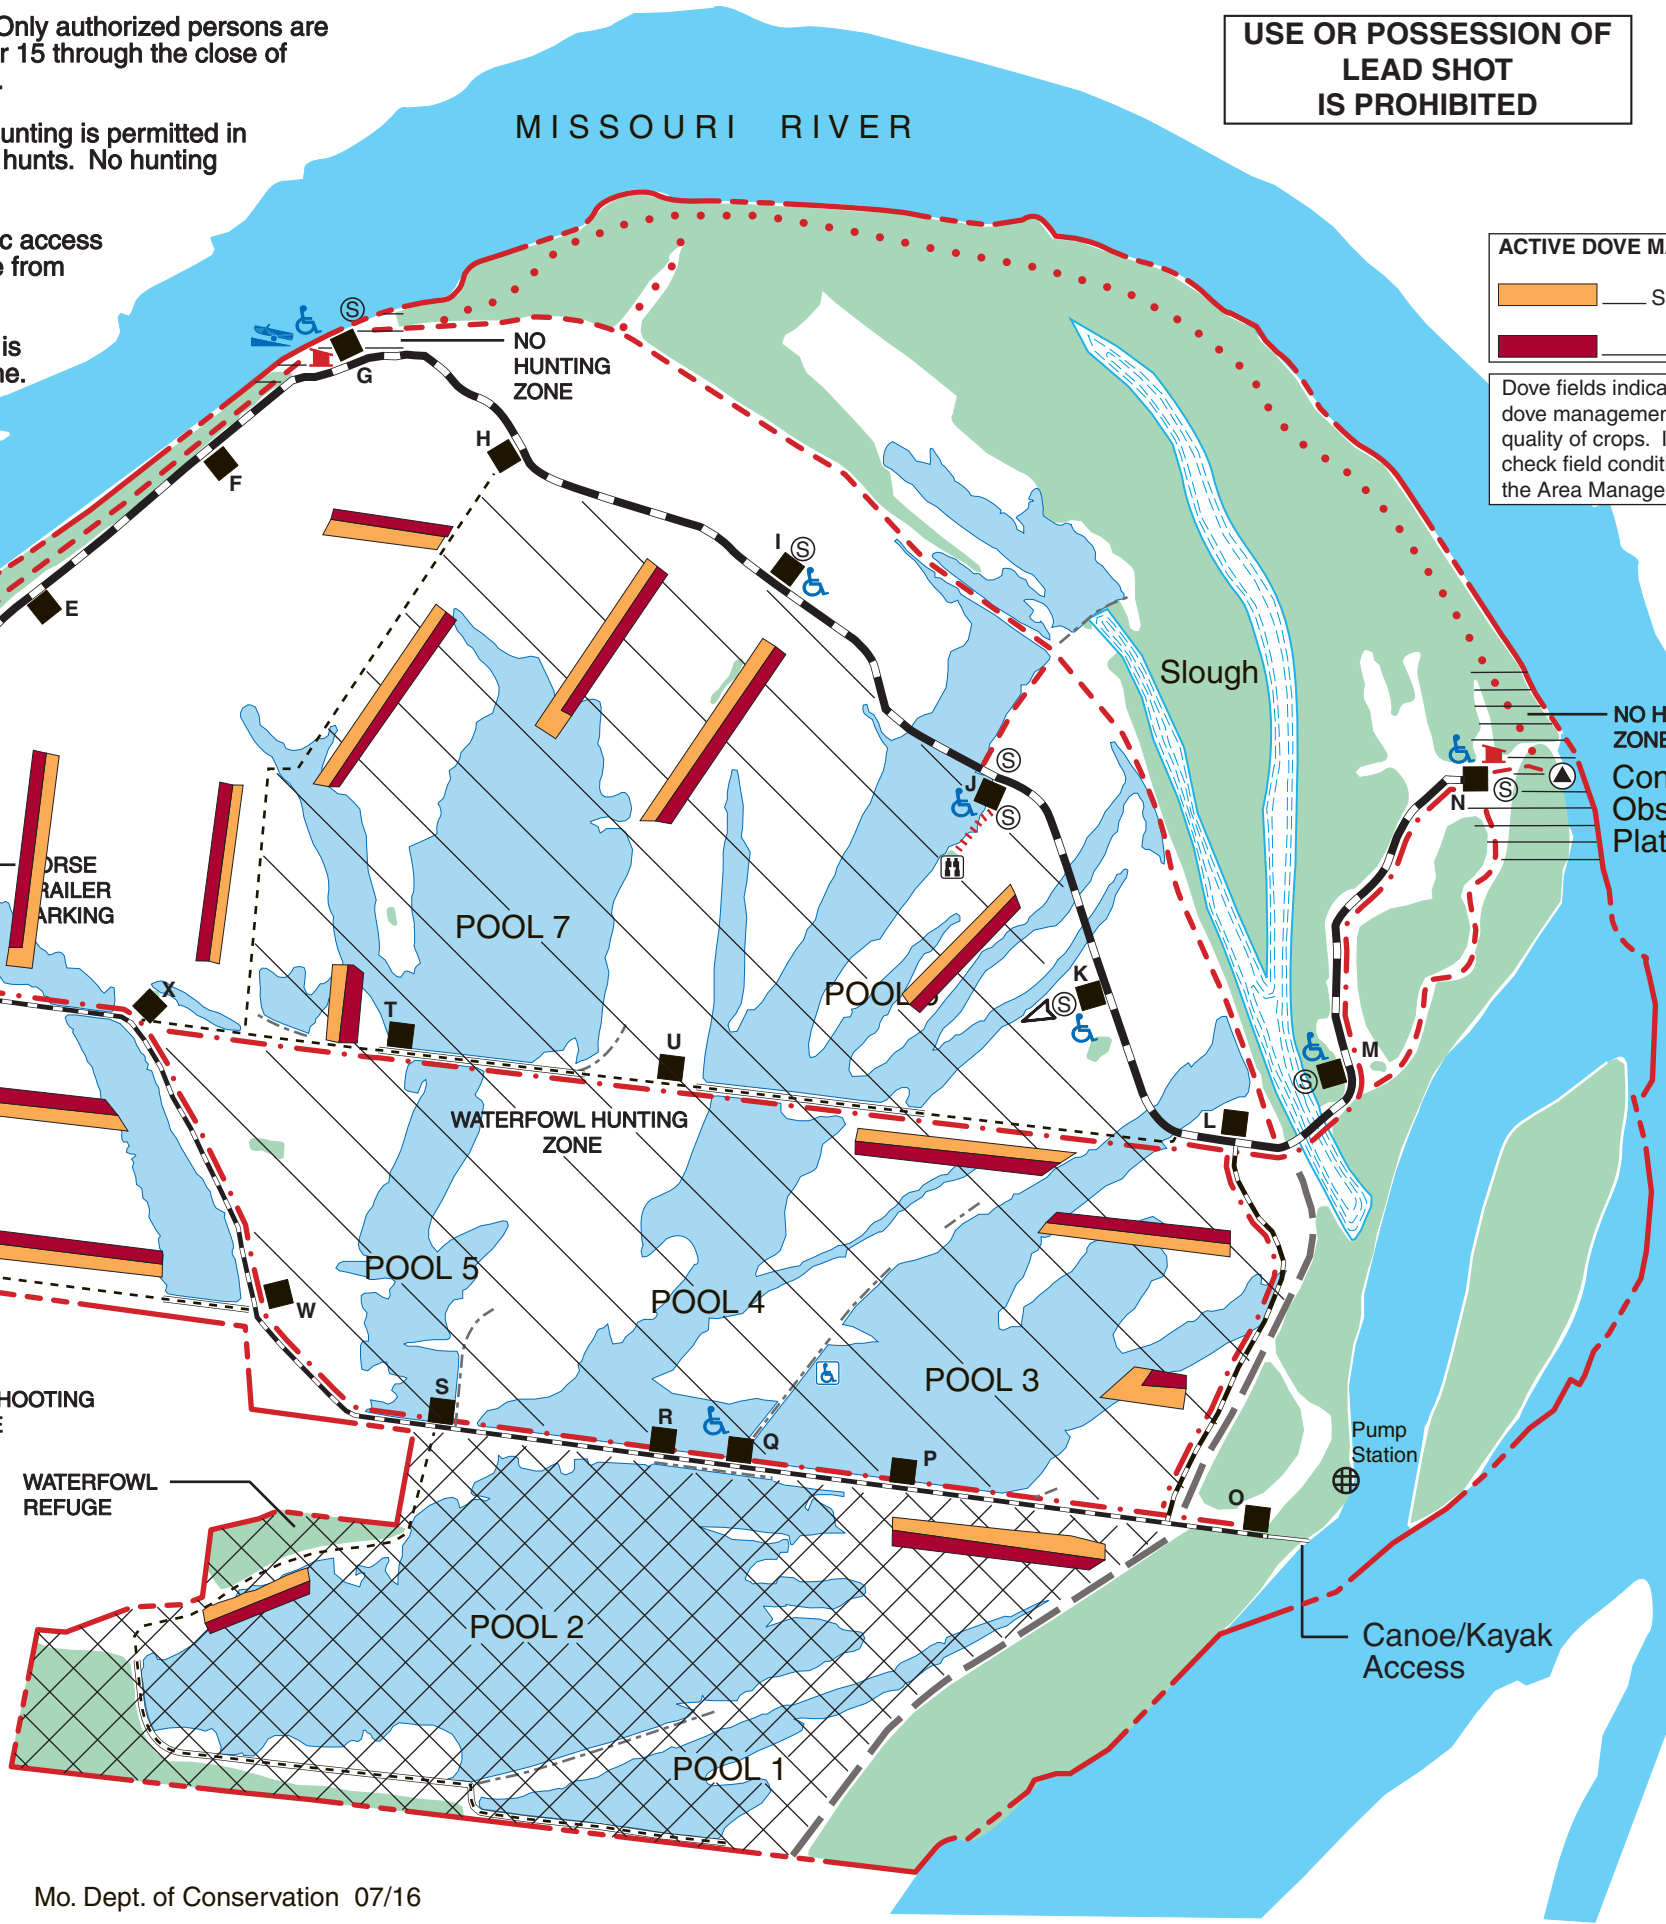 Only authorized persons are
r 15 through the close of
.
unting is permitted in
hunts.  No hunting
c access
e from
is
ne.
MISSOURI RIVER
USE OR POSSESSION OF
LEAD SHOT
IS PROHIBITED
ACTIVE DOVE MA
S
Dove fields indica
dove managemen
quality of crops.  I
check field conditi
the Area Manage
S
G
NO
HUNTING
ZONE
H
F
E
I
S
Slough
NO H
ZONE
Con
Obs
Plat
S
J
S
N
S
ORSE
RAILER
ARKING
POOL 7
POOL 6
K
S
X
T
U
M
S
L
WATERFOWL HUNTING
ZONE
POOL 5
POOL 4
W
POOL 3
S
R
Q
P
O
HOOTING
E
Pump
Station
WATERFOWL
REFUGE
POOL 2
Canoe/Kayak
Access
POOL 1
Mo. Dept. of Conservation  07/16